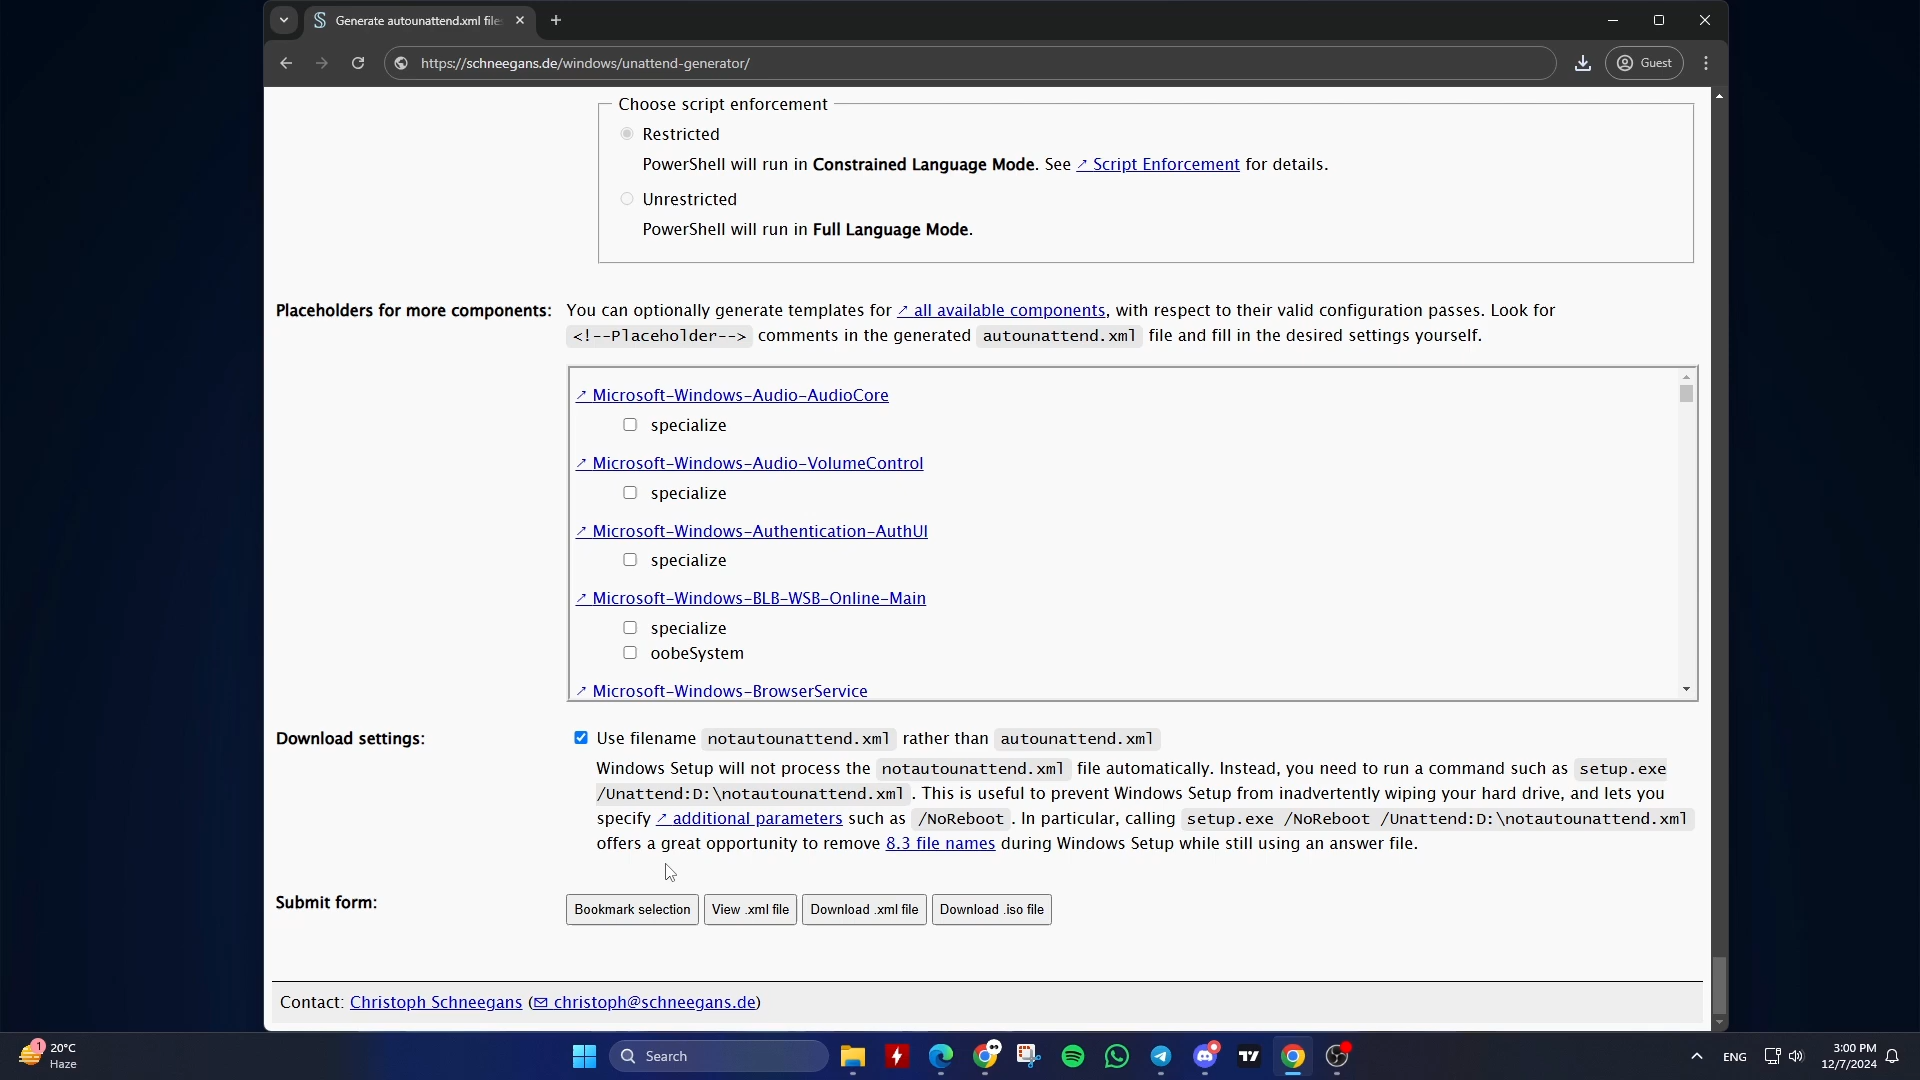 Generate autounattend.xml file
https://schneegans.de/windows/unattend-generator/
Guest
Choose script enforcement
Restricted
PowerShell will run in Constrained Language Mode. See ↗ Script Enforcement for details.
Unrestricted
PowerShell will run in Full Language Mode.
Placeholders for more components:
You can optionally generate templates for ↗ all available components, with respect to their valid configuration passes. Look for
<!--Placeholder--> comments in the generated autounattend.xml file and fill in the desired settings yourself.
↗ Microsoft-Windows-Audio-AudioCore
specialize
↗ Microsoft-Windows-Audio-VolumeControl
specialize
↗ Microsoft-Windows-Authentication-AuthUI
specialize
↗ Microsoft-Windows-BLB-WSB-Online-Main
specialize
oobeSystem
↗ Microsoft-Windows-BrowserService
Download settings:
Use filename notautounattend.xml rather than autounattend.xml
Windows Setup will not process the notautounattend.xml file automatically. Instead, you need to run a command such as setup.exe
/Unattend:D:\notautounattend.xml . This is useful to prevent Windows Setup from inadvertently wiping your hard drive, and lets you
specify ↗ additional parameters such as /NoReboot . In particular, calling setup.exe /NoReboot /Unattend:D:\notautounattend.xml
offers a great opportunity to remove 8.3 file names during Windows Setup while still using an answer file.
Submit form:
Bookmark selection View .xml file Download .xml file Download .iso file
Contact: Christoph Schneegans (✉ christoph@schneegans.de)
1
20°C
Haze
Search
ENG
3:00 PM
12/7/2024